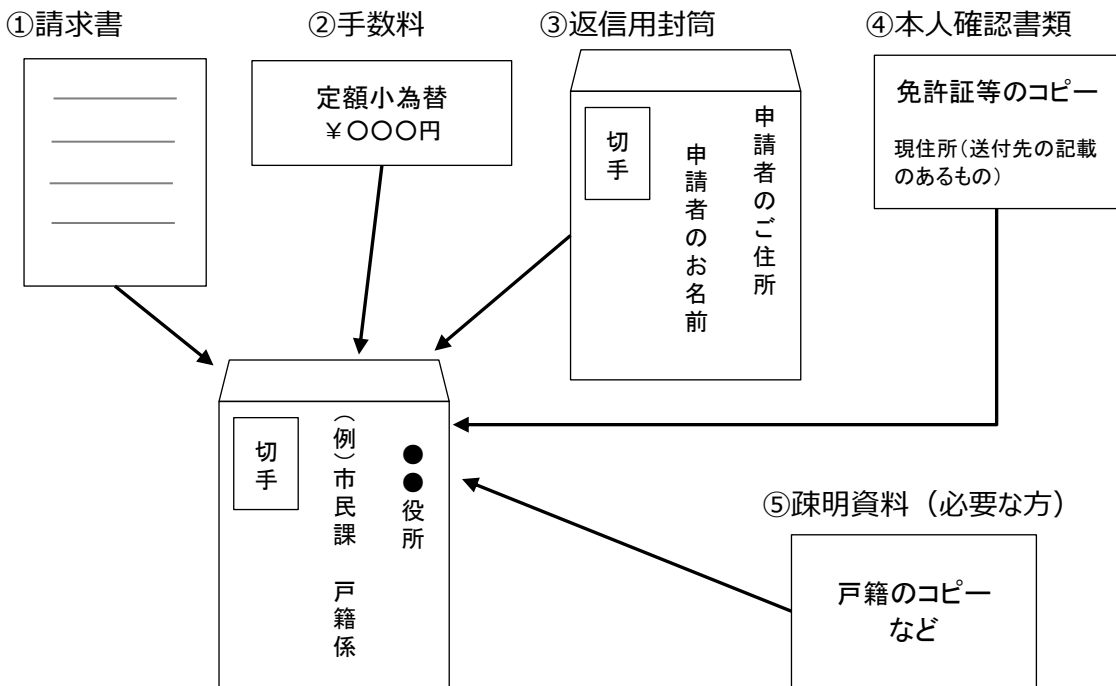 ①請求書
②手数料
③返信用封筒
④本人確認書類
定額小為替
￥〇〇〇円
切手
申請者のご住所
申請者のお名前
免許証等のコピー
現住所（送付先の記載
のあるもの）
切手
●●役所
（例）市民課　戸籍係
⑤疎明資料（必要な方）
戸籍のコピー
など